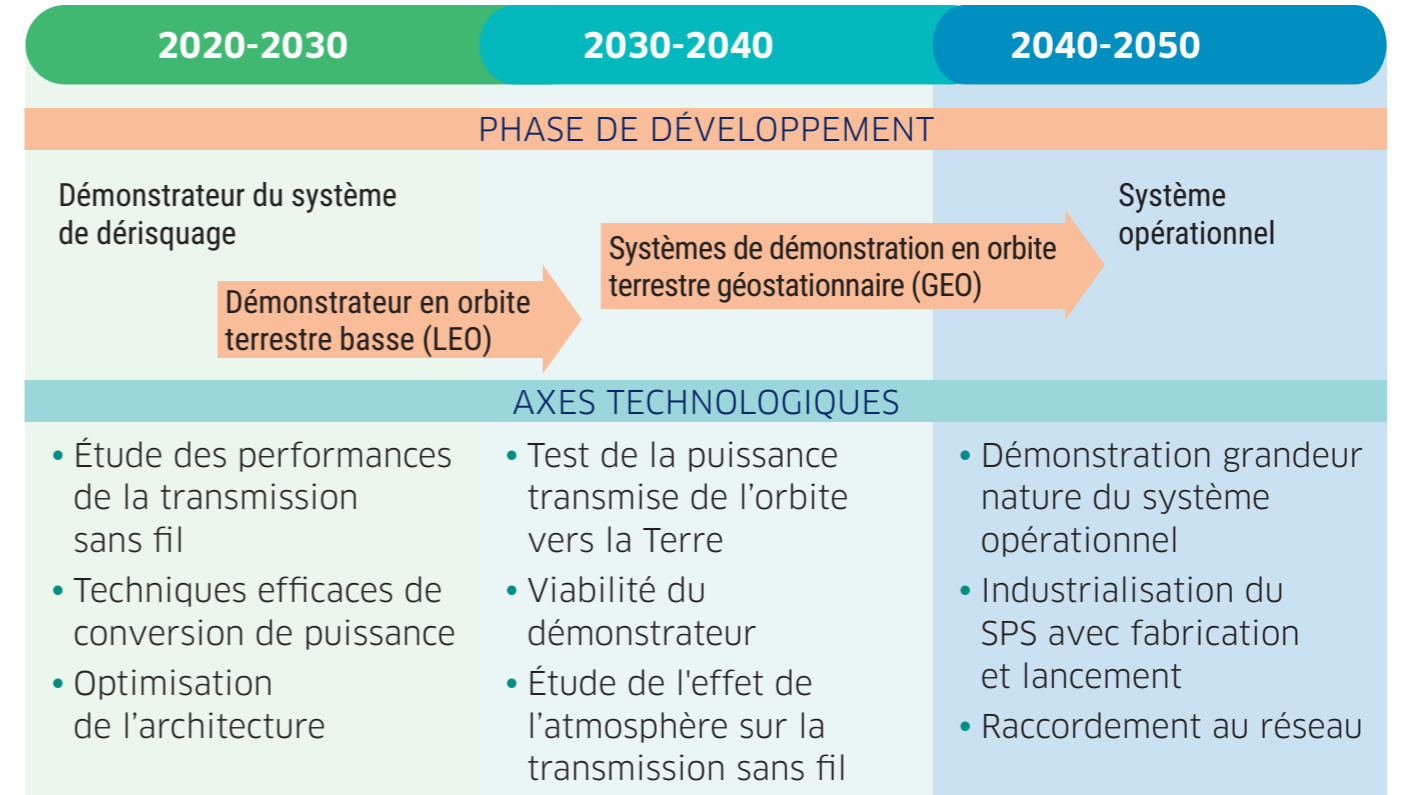 2020-2030
2030-2040
2040-2050
PHASE DE DÉVELOPPEMENT
Démonstrateur du système
de dérisquage
Démonstrateur en orbite
terrestre basse (LEO)
Systèmes de démonstration en orbite
terrestre géostationnaire (GEO)
Système
opérationnel
AXES TECHNOLOGIQUES
• Étude des performances
de la transmission
sans fil
• Techniques efficaces de
conversion de puissance
• Optimisation
de l’architecture
• Test de la puissance
transmise de l’orbite
vers la Terre
• Viabilité du
démonstrateur
• Étude de l'effet de
l’atmosphère sur la
transmission sans fil
• Démonstration grandeur
nature du système
opérationnel
• Industrialisation du
SPS avec fabrication
et lancement
• Raccordement au réseau